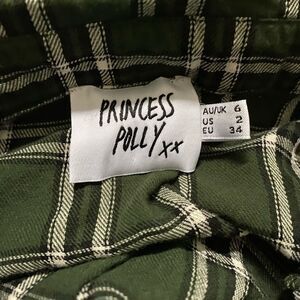 PRINCESS
POLLY xx
AU/UK 6
US 2
EU 34